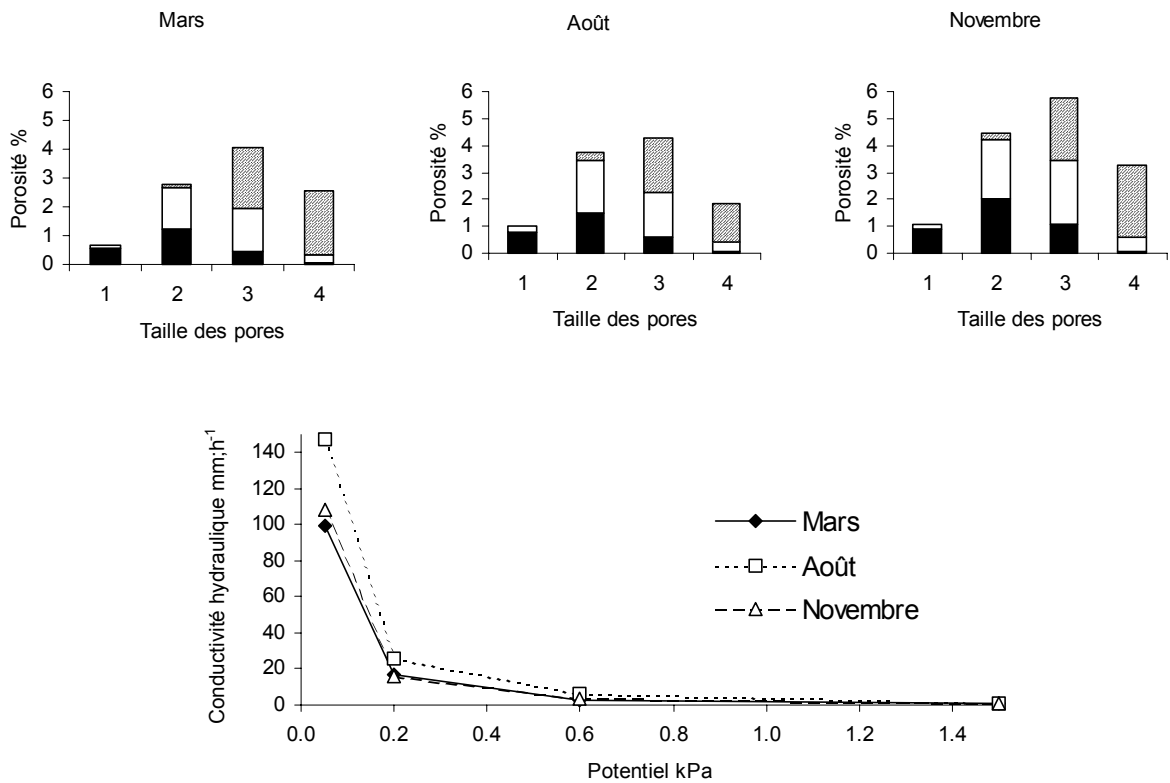 Mars
Août
Novembre
Porosité %
6
5
4
3
2
1
0
1 2 3 4
Taille des pores
Porosité %
6
5
4
3
2
1
0
1 2 3 4
Taille des pores
Porosité %
6
5
4
3
2
1
0
1 2 3 4
Taille des pores
Conductivité hydraulique mm;h-1
140
120
100
80
60
40
20
0
0.0 0.2 0.4 0.6 0.8 1.0 1.2 1.4
Potentiel kPa
Mars
Août
Novembre